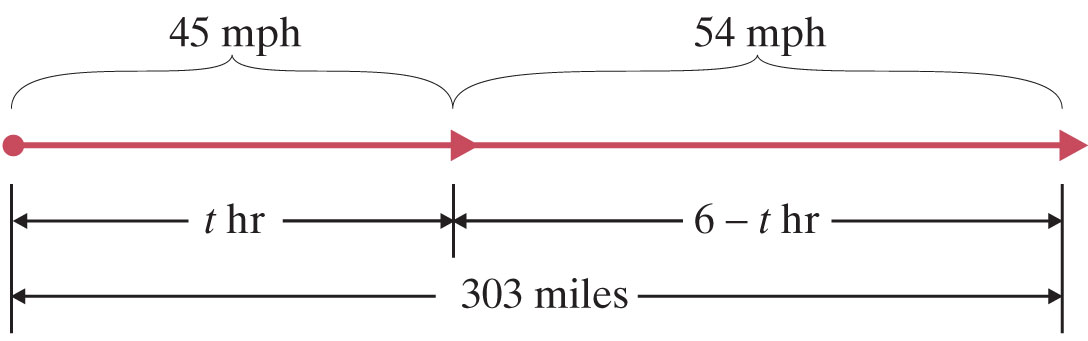 45 mph 54 mph
t hr 6 – t hr
303 miles